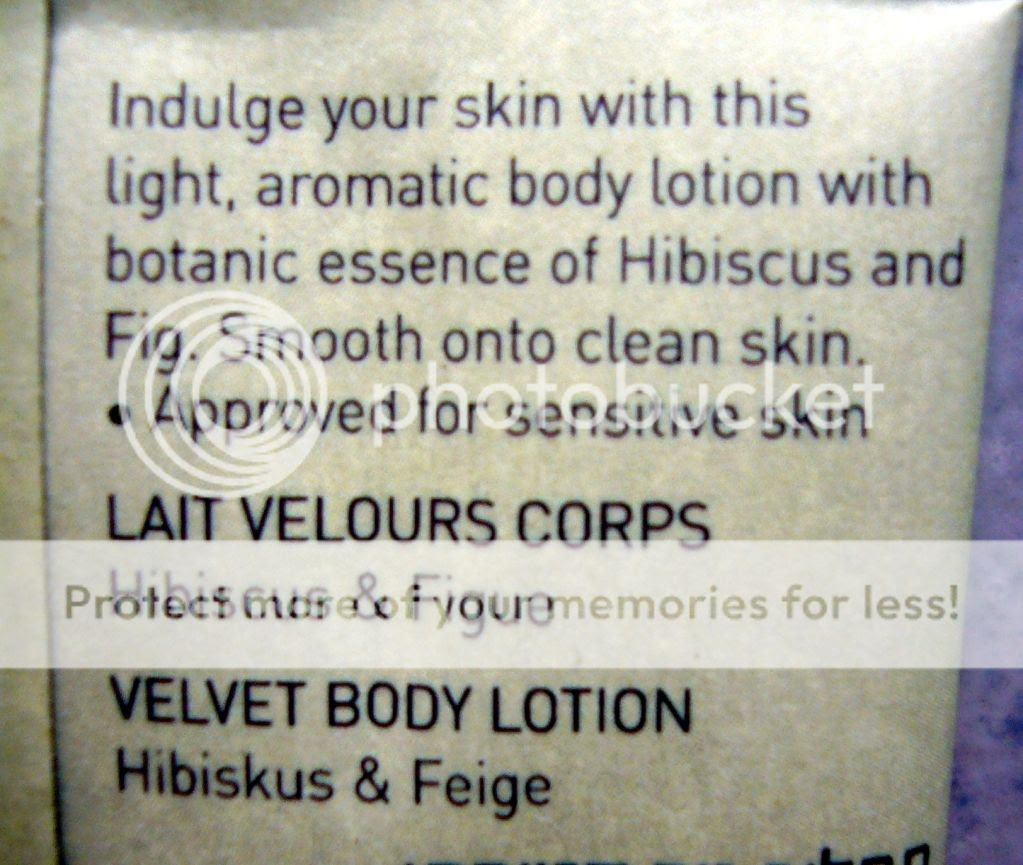 Indulge your skin with this
light, aromatic body lotion with
botanic essence of Hibiscus and
Fig. Smooth onto clean skin.
• Approved for sensitive skin
photobucket
LAIT VELOURS CORPS
Hibiscus & Figue
Protect more of your memories for less!
VELVET BODY LOTION
Hibiskus & Feige